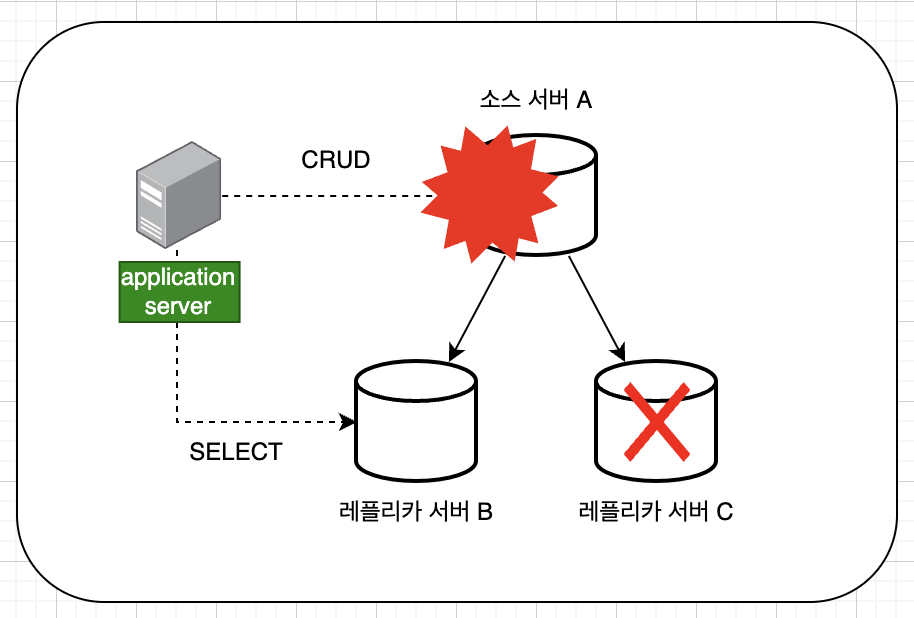 소스 서버 A
CRUD
application
server
SELECT
레플리카 서버 B
레플리카 서버 C